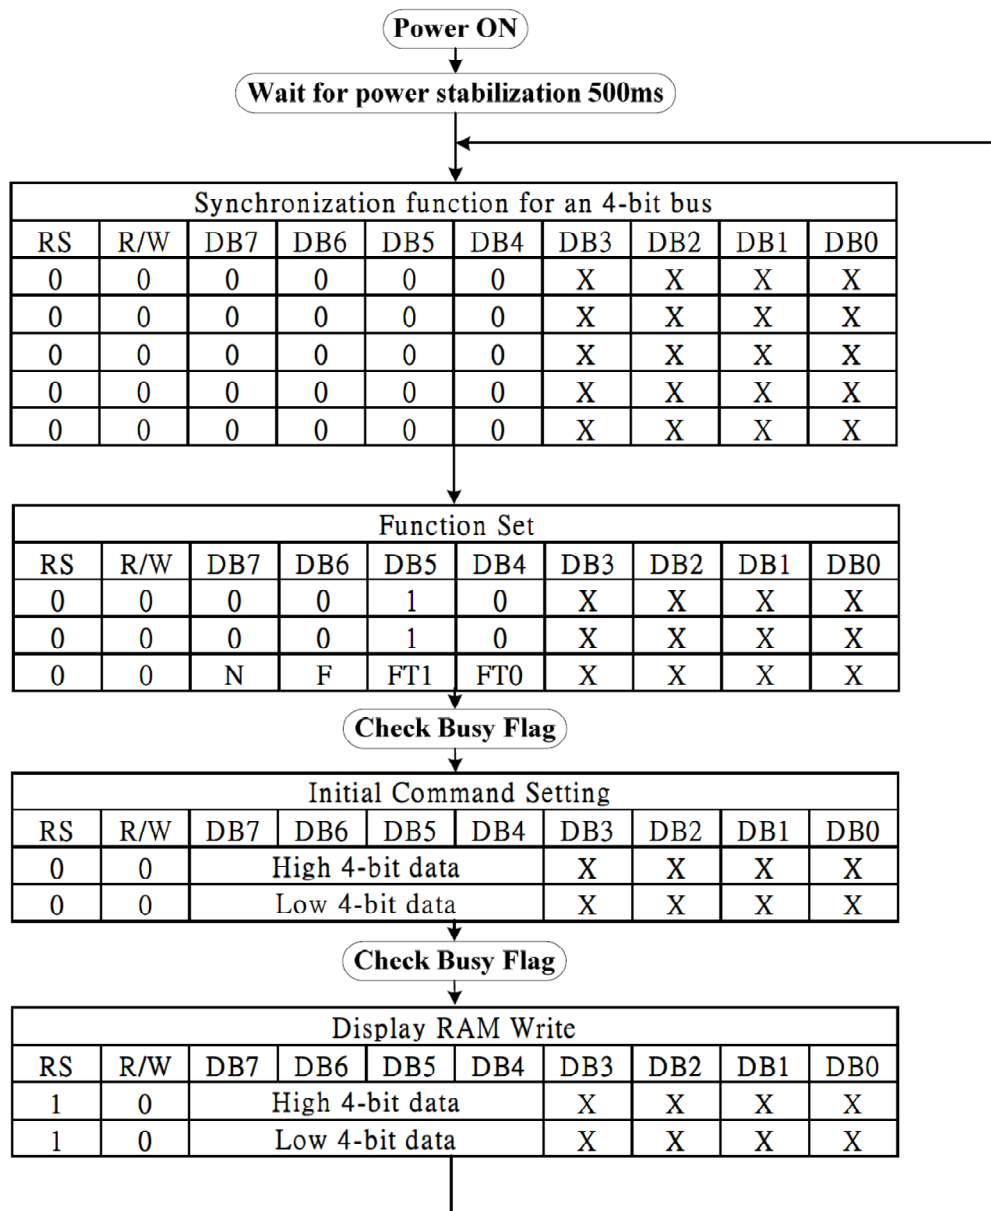 Power ON
Wait for power stabilization 500ms
Synchronization function for an 4-bit bus
RS R/W DB7 DB6 DB5 DB4 DB3 DB2 DB1 DB0
0 0 0 0 0 0 X X X X
0 0 0 0 0 0 X X X X
0 0 0 0 0 0 X X X X
0 0 0 0 0 0 X X X X
0 0 0 0 0 0 X X X X
Function Set
RS R/W DB7 DB6 DB5 DB4 DB3 DB2 DB1 DB0
0 0 0 0 1 0 X X X X
0 0 0 0 1 0 X X X X
0 0 N F FT1 FT0 X X X X
Check Busy Flag
Initial Command Setting
RS R/W DB7 DB6 DB5 DB4 DB3 DB2 DB1 DB0
0 0 High 4-bit data X X X X
0 0 Low 4-bit data X X X X
Check Busy Flag
Display RAM Write
RS R/W DB7 DB6 DB5 DB4 DB3 DB2 DB1 DB0
1 0 High 4-bit data X X X X
1 0 Low 4-bit data X X X X